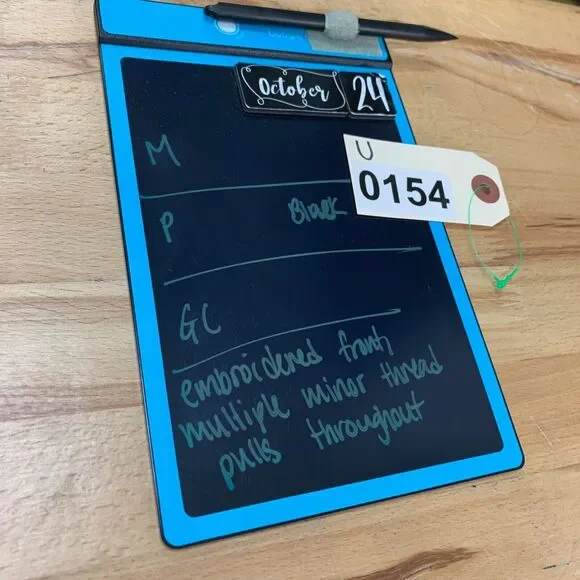 October 24
U
0154
M
P Black
GC
embroidered front,
multiple minor thread
pulls throughout